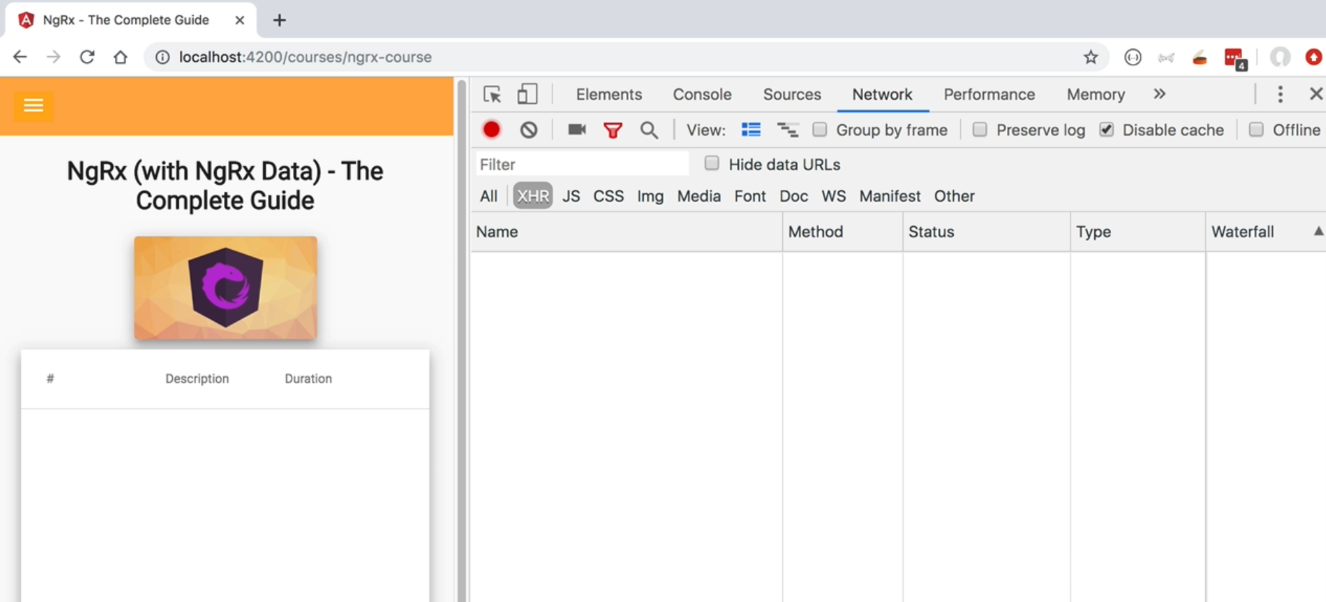 NgRx - The Complete Guide
localhost:4200/courses/ngrx-course
4
Elements Console Sources Network Performance Memory
View: Group by frame Preserve log Disable cache Offline
Filter Hide data URLs
All XHR JS CSS Img Media Font Doc WS Manifest Other
Name Method Status Type Waterfall
NgRx (with NgRx Data) - The
Complete Guide
# Description Duration